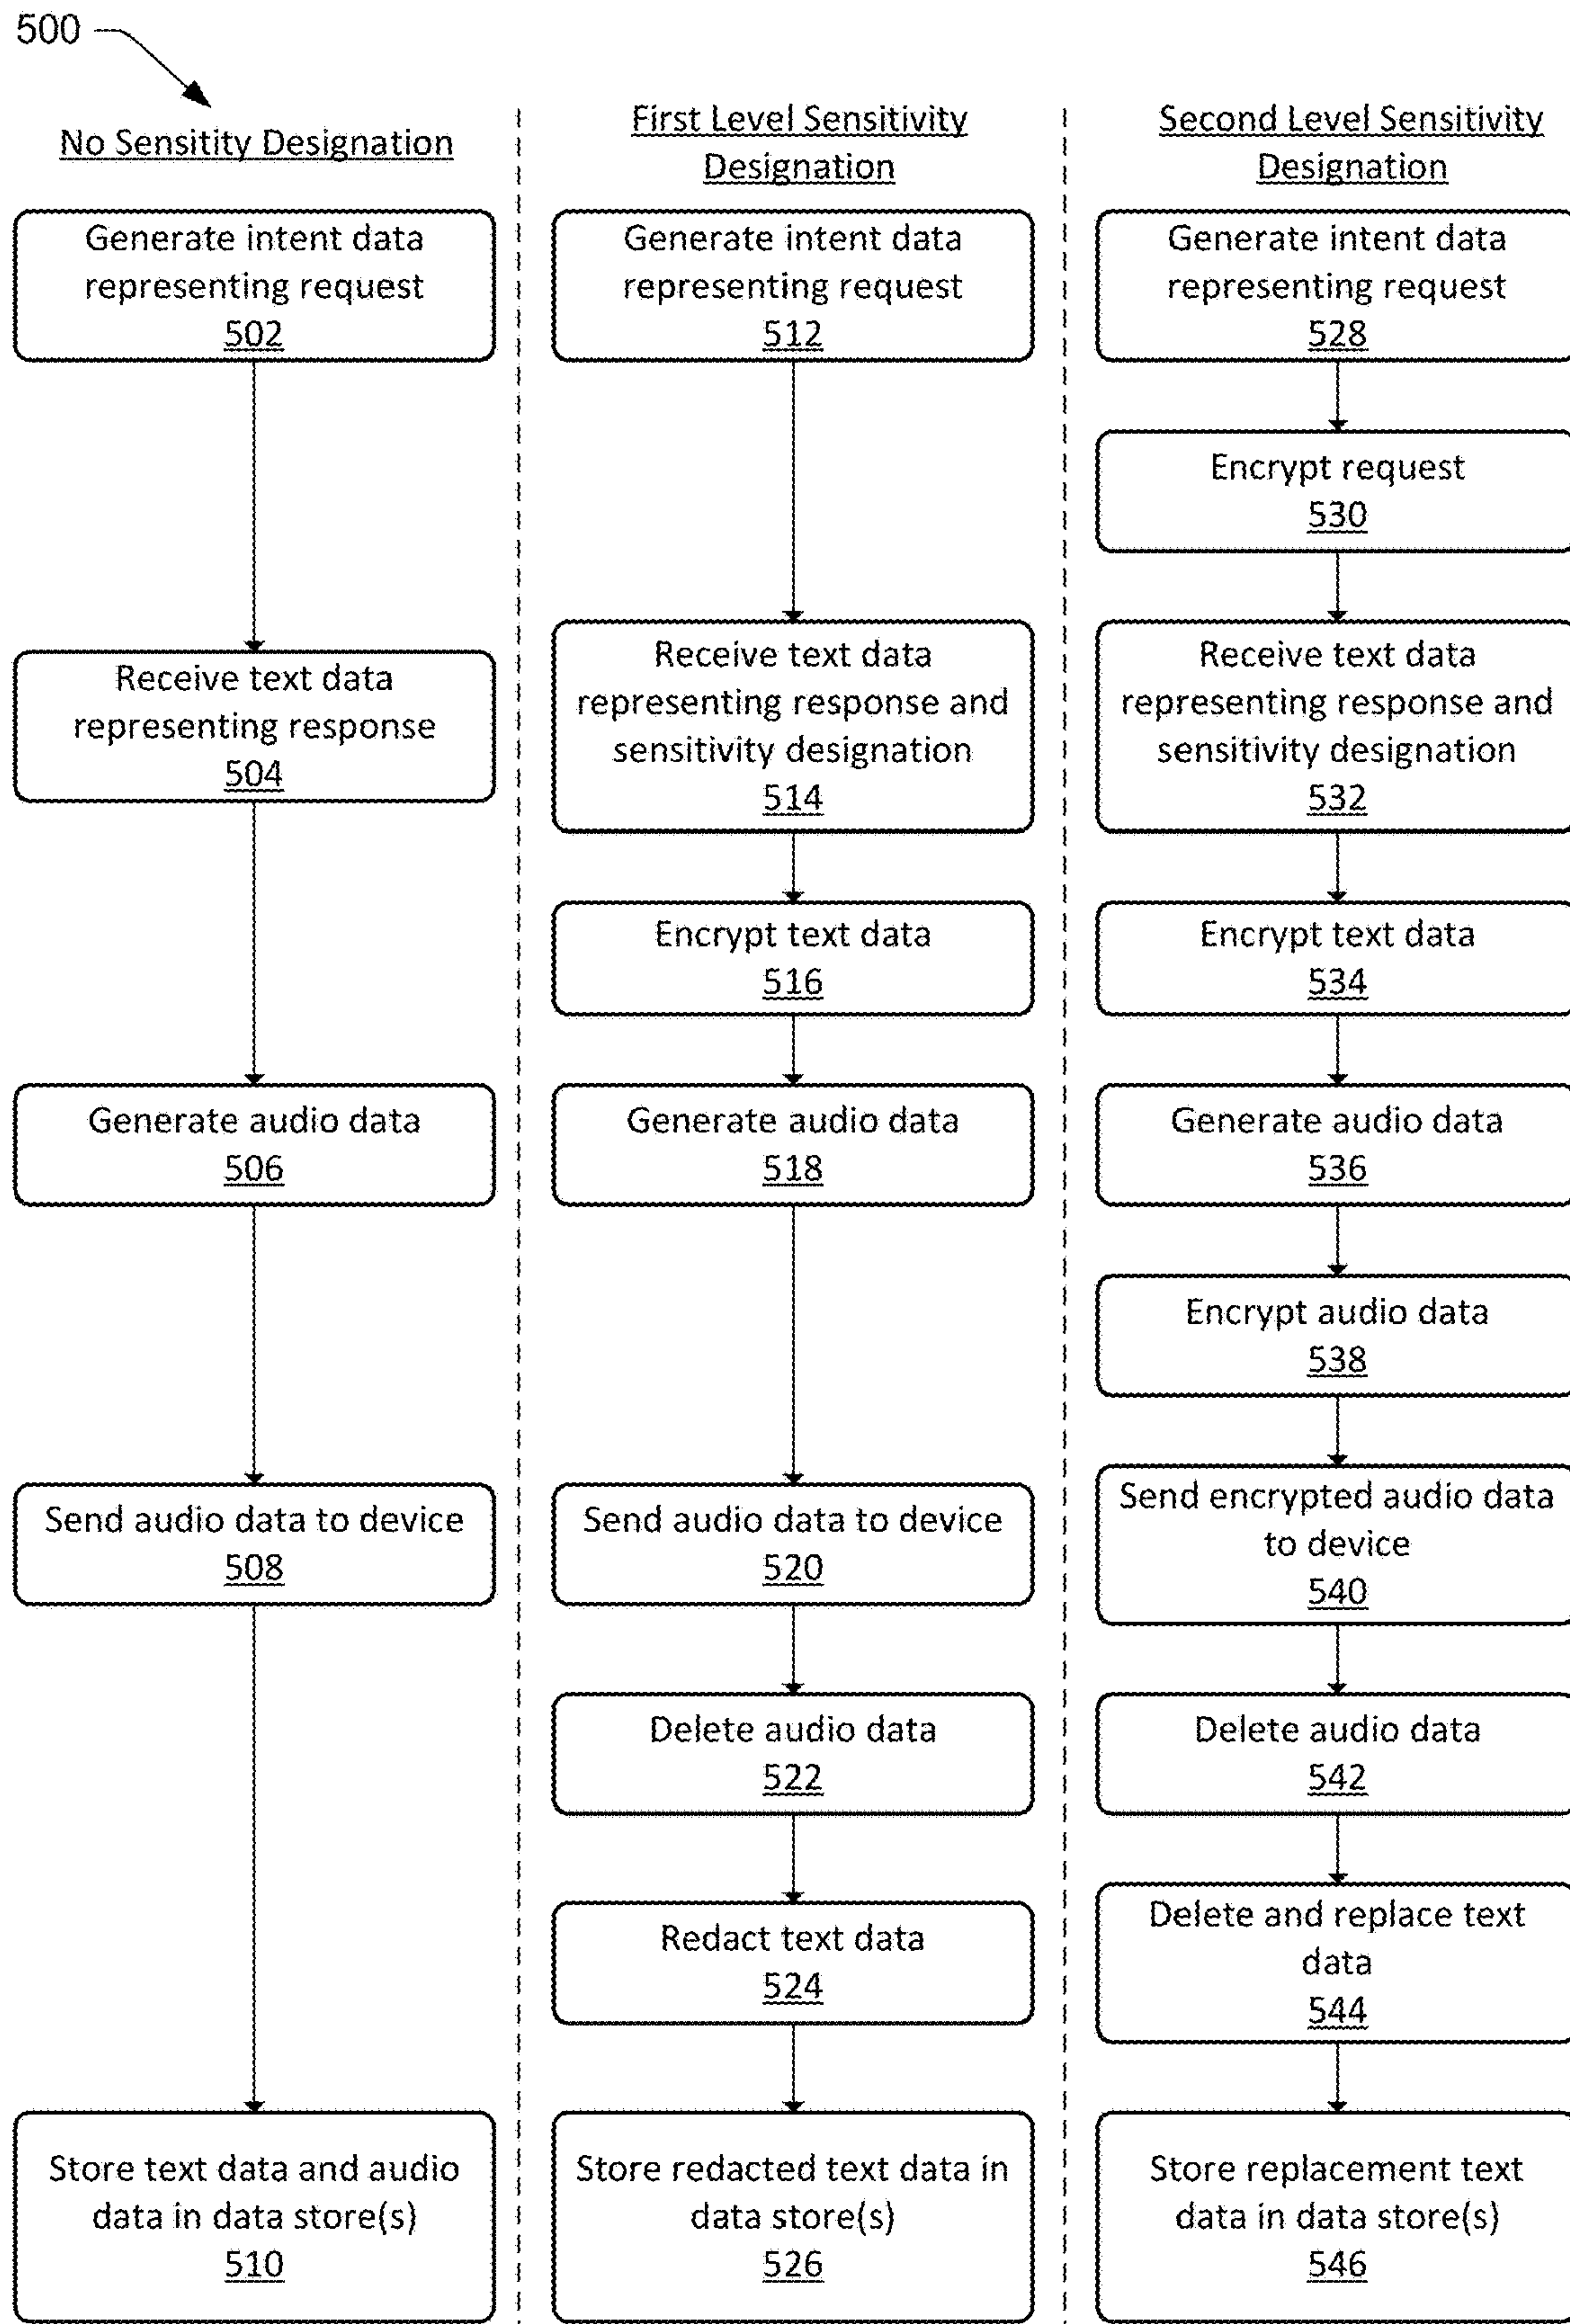 500
No Sensitity Designation
Generate intent data
representing request
502
Receive text data
representing response
504
Generate audio data
506
Send audio data to device
508
Store text data and audio
data in data store(s)
510
First Level Sensitivity
Designation
Generate intent data
representing request
512
Receive text data
representing response and
sensitivity designation
514
Encrypt text data
516
Generate audio data
518
Send audio data to device
520
Delete audio data
522
Redact text data
524
Store redacted text data in
data store(s)
526
Second Level Sensitivity
Designation
Generate intent data
representing request
528
Encrypt request
530
Receive text data
representing response and
sensitivity designation
532
Encrypt text data
534
Generate audio data
536
Encrypt audio data
538
Send encrypted audio data
to device
540
Delete audio data
542
Delete and replace text
data
544
Store replacement text
data in data store(s)
546